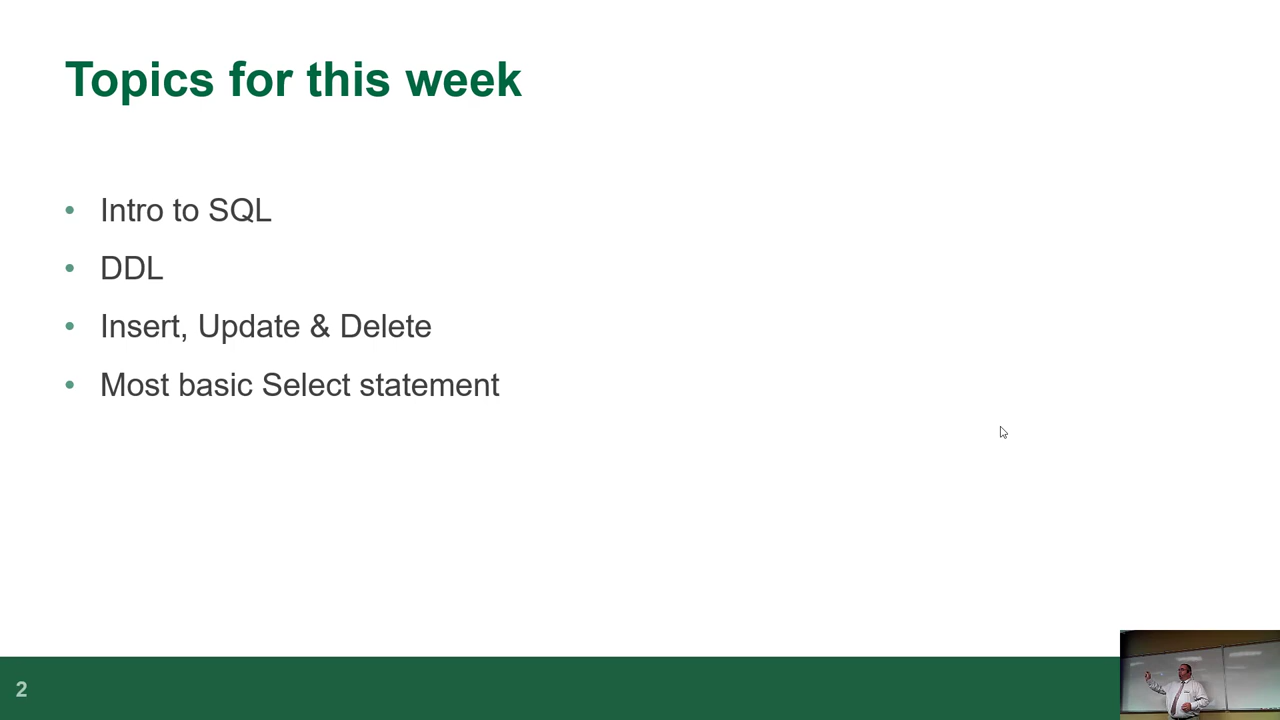 Topics for this week
• Intro to SQL
• DDL
• Insert, Update & Delete
• Most basic Select statement
2